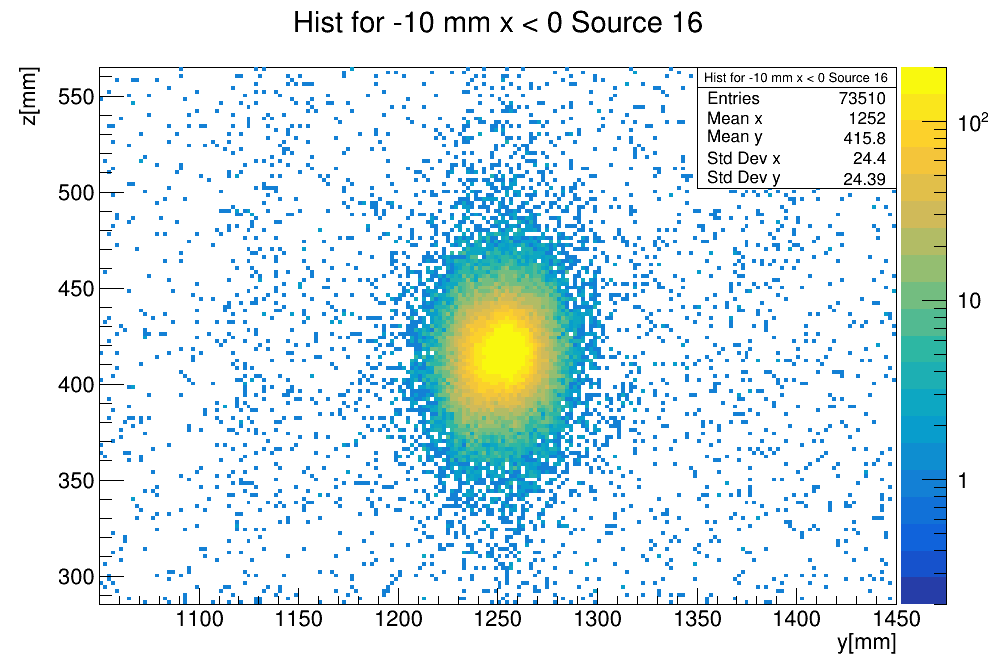 Hist for -10 mm x < 0 Source 16
z[mm]
Hist for -10 mm x < 0 Source 16
Entries 73510
Mean x 1252
Mean y 415.8
Std Dev x 24.4
Std Dev y 24.39
550
500
450
400
350
300
10²
10
1
1100 1150 1200 1250 1300 1350 1400 1450
y[mm]